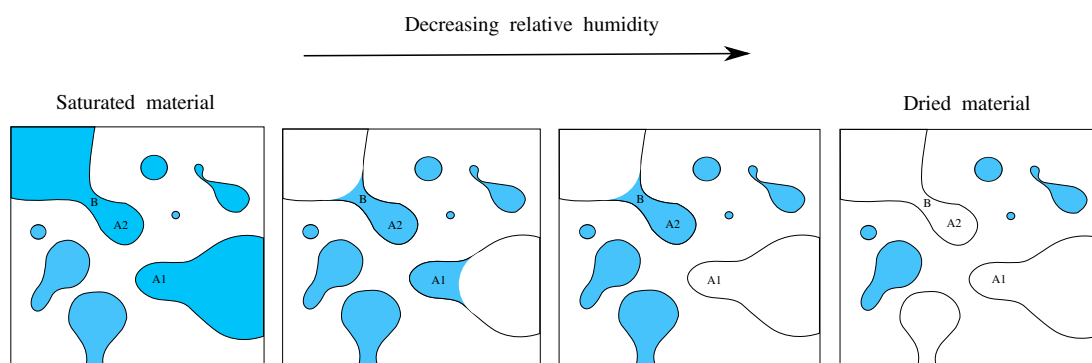 Decreasing relative humidity
Saturated material
Dried material
B
A2
A1
B
A2
A1
B
A2
A1
B
A2
A1